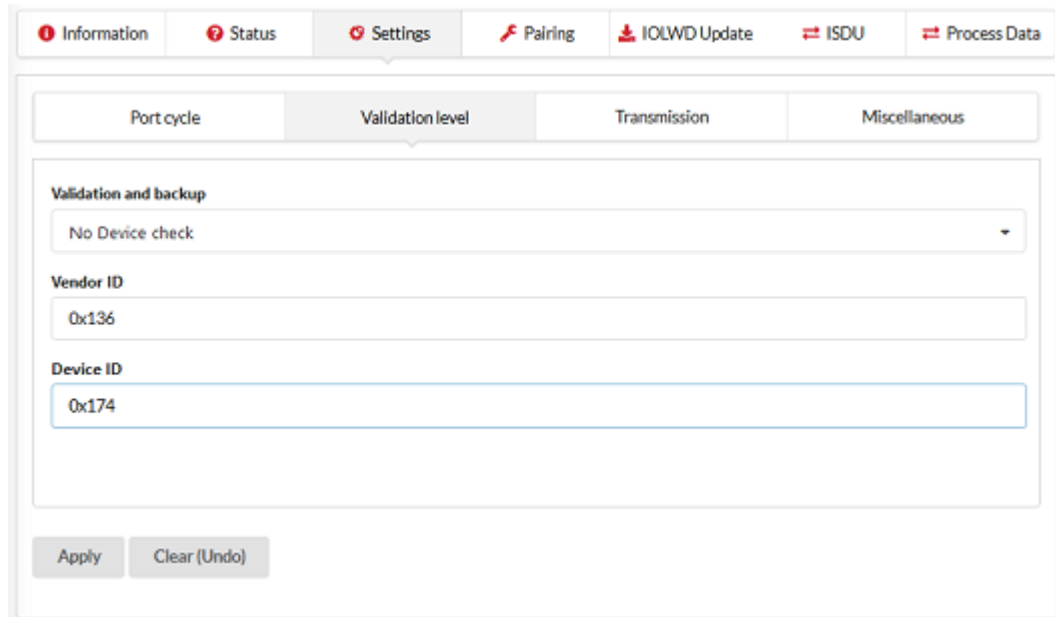 Information Status Settings Pairing IOLWD Update ISDU Process Data
Port cycle Validation level Transmission Miscellaneous
Validation and backup
No Device check
Vendor ID
0x136
Device ID
0x174
Apply Clear (Undo)